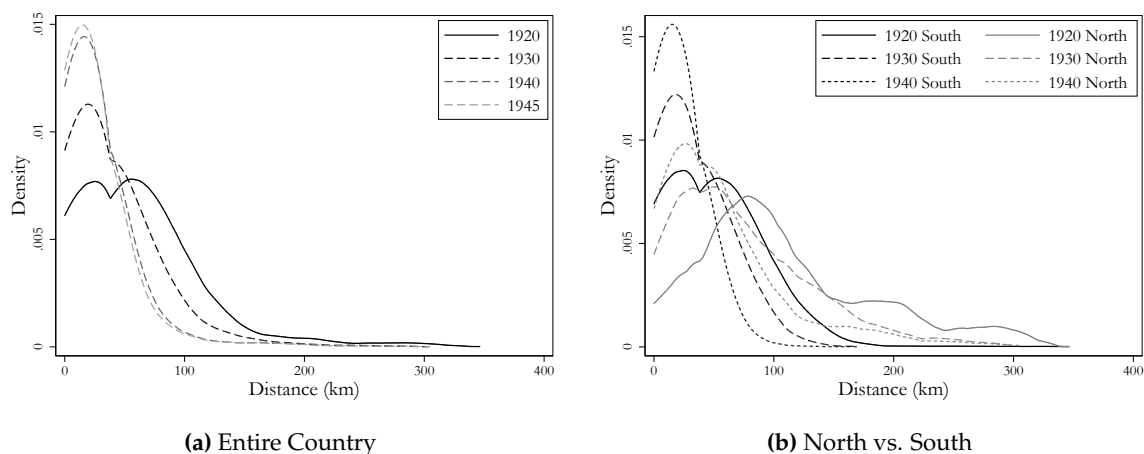 .015
.01
.005
0
Density
0
100
200
300
400
Distance (km)
1920
1930
1940
1945
(a) Entire Country
.015
.01
.005
0
Density
0
100
200
300
400
Distance (km)
1920 South
1930 South
1940 South
1920 North
1930 North
1940 North
(b) North vs. South